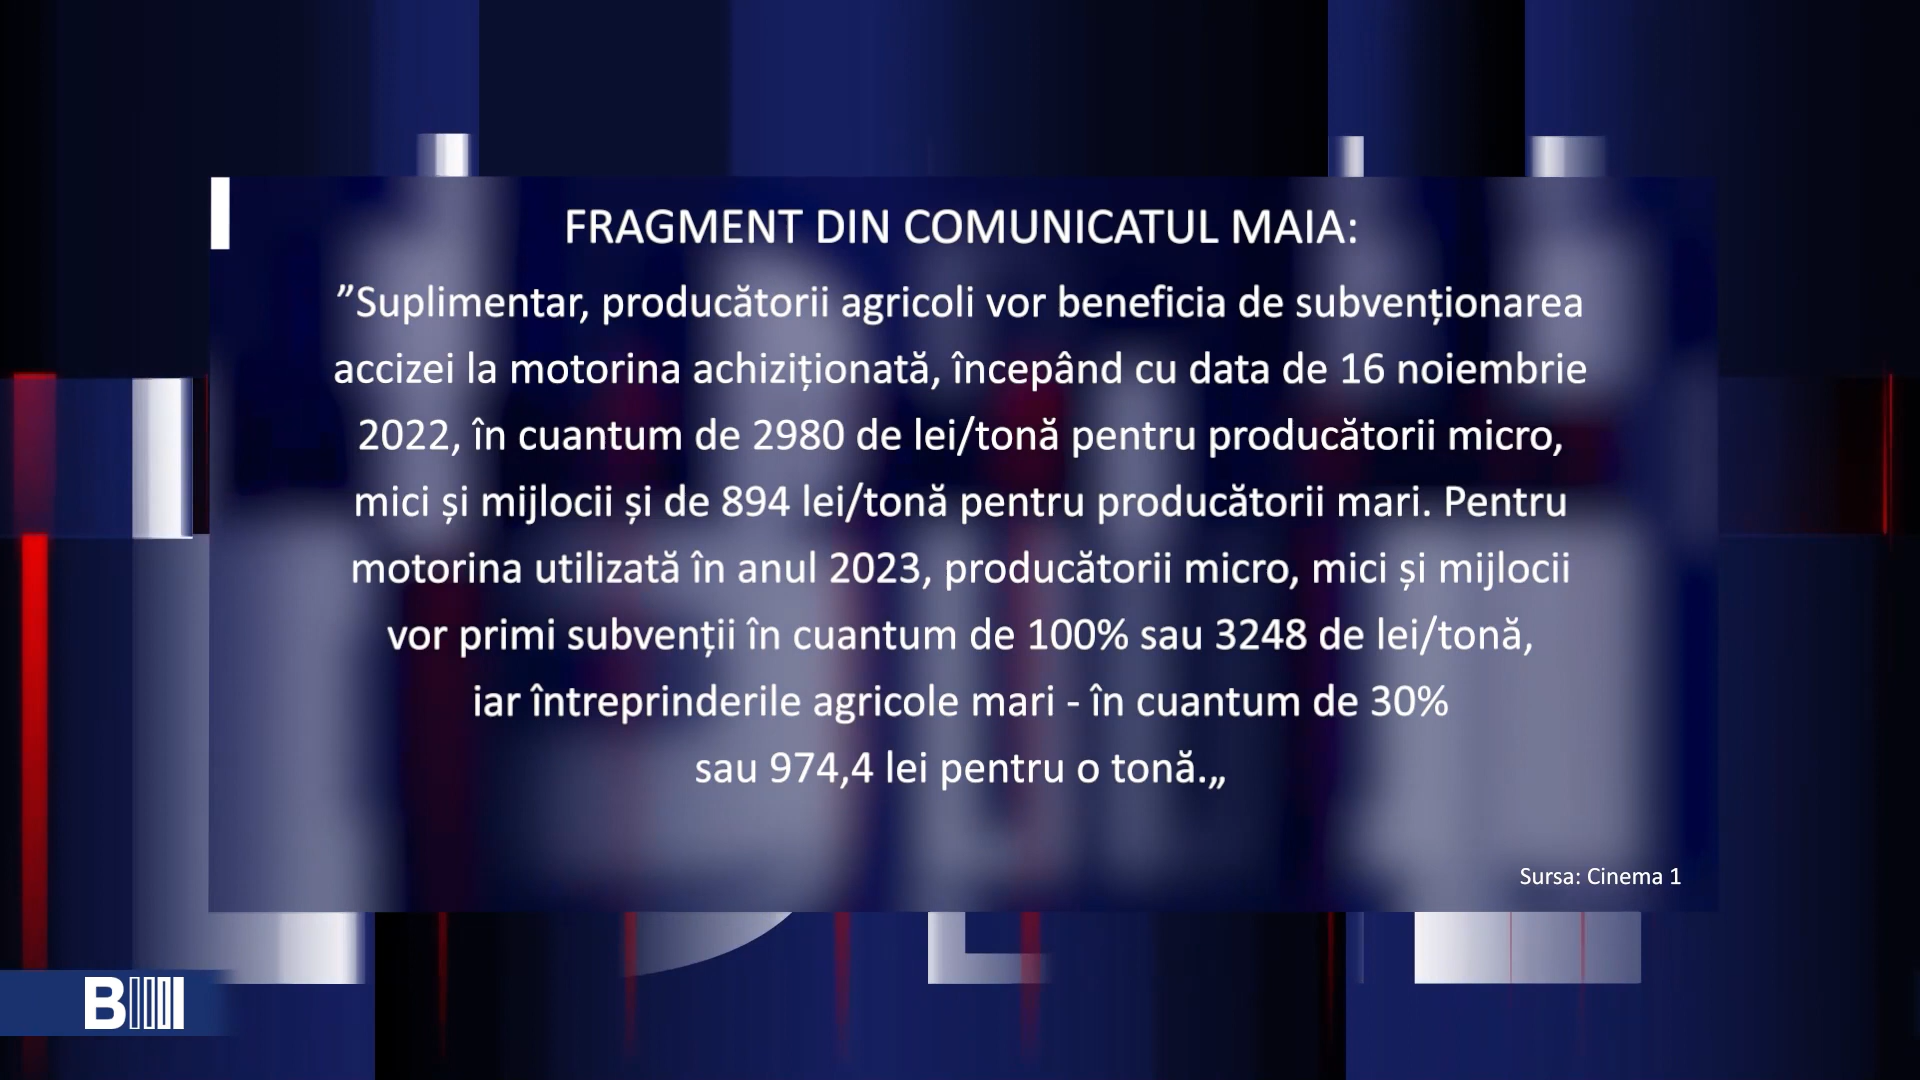 FRAGMENT DIN COMUNICATUL MAIA:
”Suplimentar, producătorii agricoli vor beneficia de subvenționarea
accizei la motorina achiziționată, începând cu data de 16 noiembrie
2022, în cuantum de 2980 de lei/tonă pentru producătorii micro,
mici și mijlocii și de 894 lei/tonă pentru producătorii mari. Pentru
motorina utilizată în anul 2023, producătorii micro, mici și mijlocii
vor primi subvenții în cuantum de 100% sau 3248 de lei/tonă,
iar întreprinderile agricole mari - în cuantum de 30%
sau 974,4 lei pentru o tonă.„
Sursa: Cinema 1
B